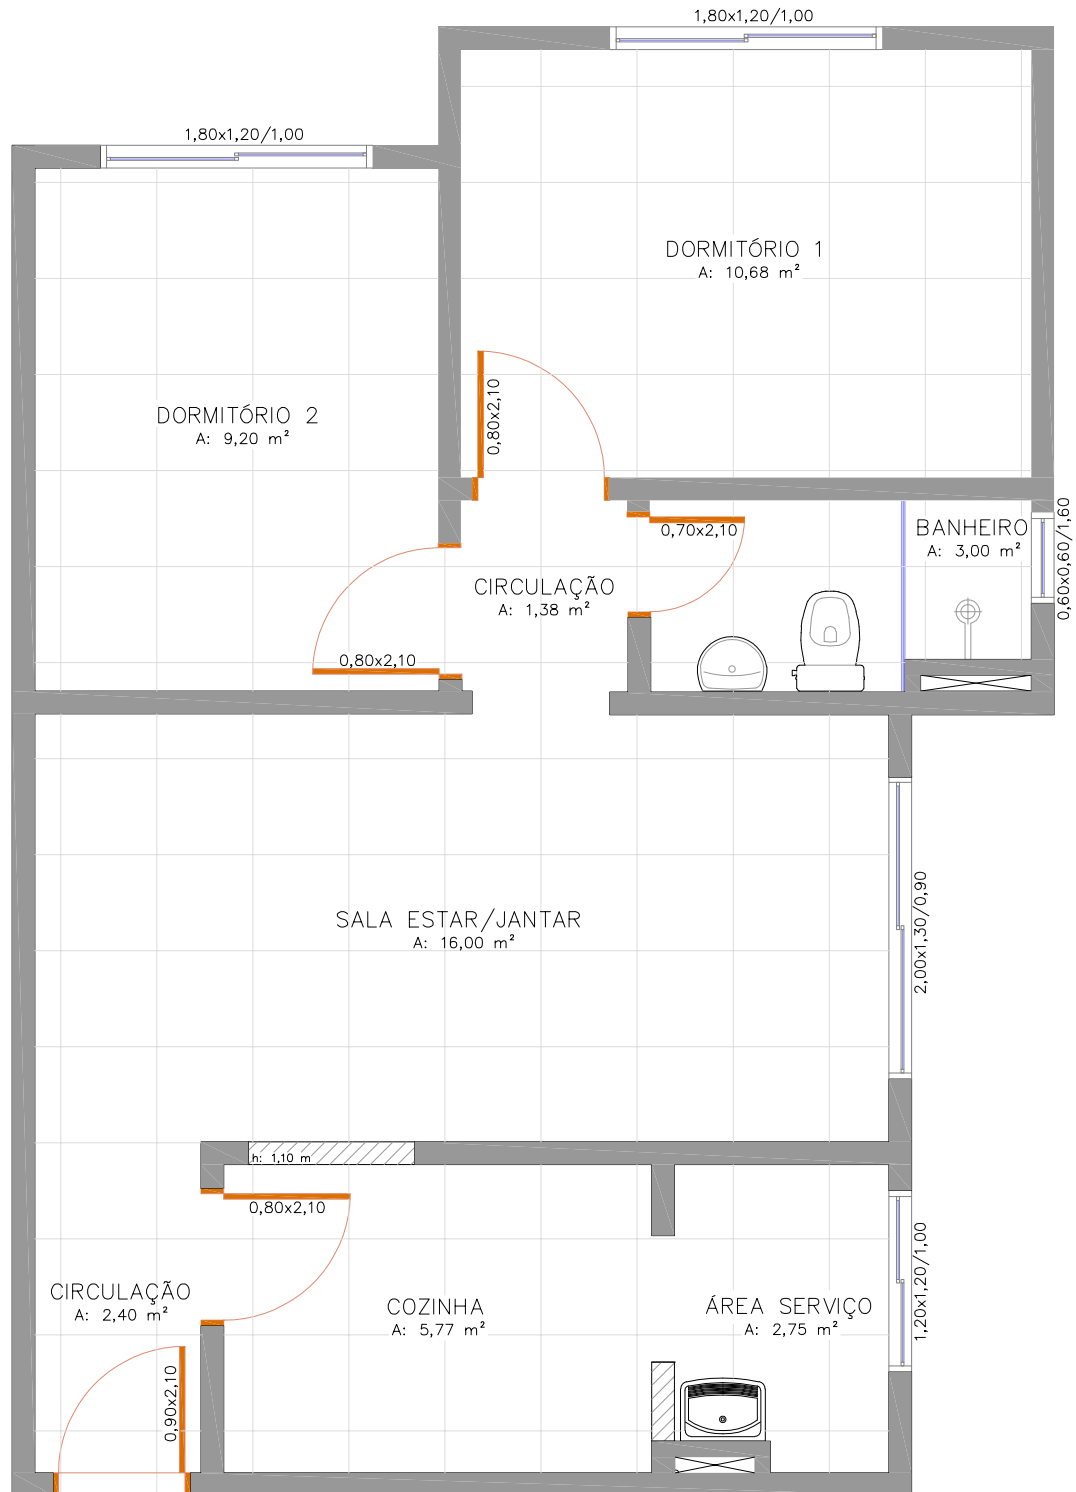 1,80x1,20/1,00
1,80x1,20/1,00
DORMITÓRIO 1
A: 10,68 m²
0,80x2,10
DORMITÓRIO 2
A: 9,20 m²
0,70x2,10
BANHEIRO
A: 3,00 m²
0,60x0,60/1,60
CIRCULAÇÃO
A: 1,38 m²
0,80x2,10
SALA ESTAR/JANTAR
A: 16,00 m²
2,00x1,30/0,90
h: 1,10 m
0,80x2,10
1,20x1,20/1,00
CIRCULAÇÃO
A: 2,40 m²
COZINHA
A: 5,77 m²
ÁREA SERVIÇO
A: 2,75 m²
0,90x2,10